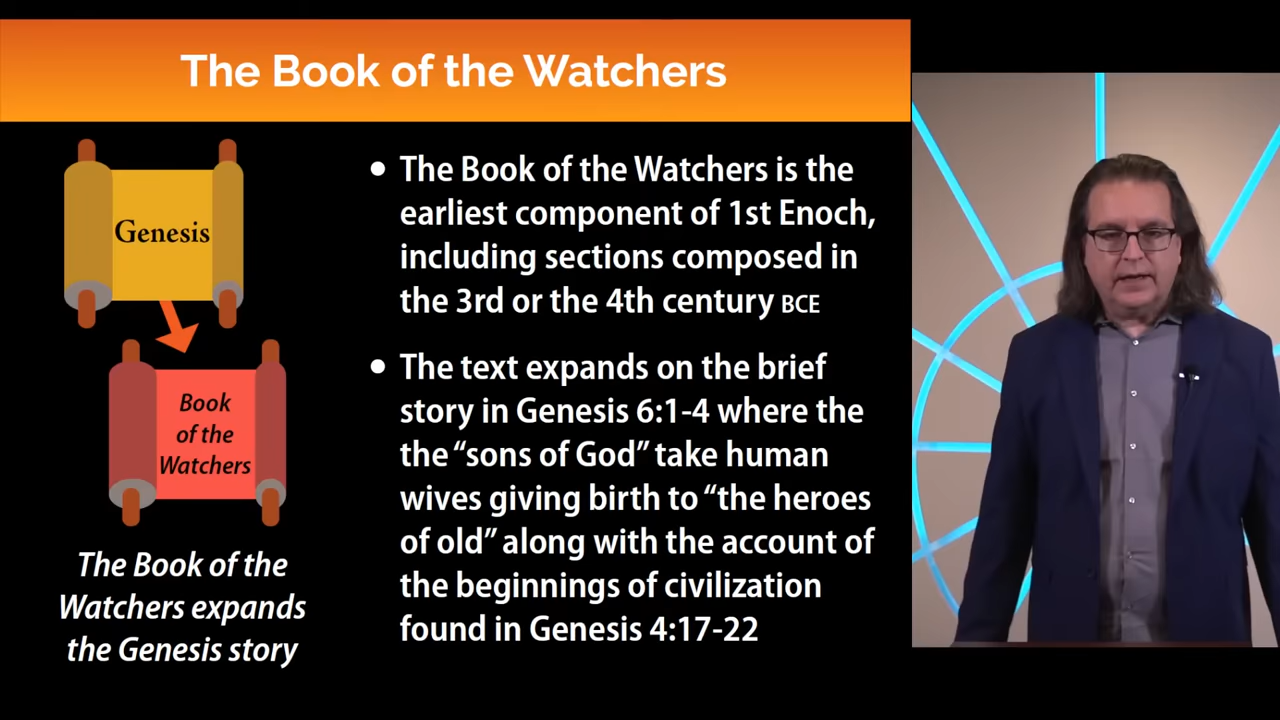 The Book of the Watchers
Genesis
Book
of the
Watchers
The Book of the
Watchers expands
the Genesis story
• The Book of the Watchers is the
earliest component of 1st Enoch,
including sections composed in
the 3rd or the 4th century BCE
• The text expands on the brief
story in Genesis 6:1-4 where the
the “sons of God” take human
wives giving birth to “the heroes
of old” along with the account of
the beginnings of civilization
found in Genesis 4:17-22